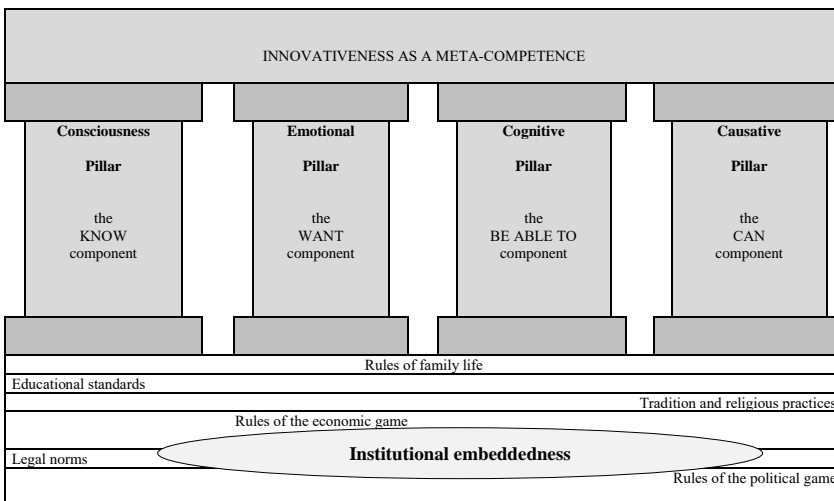 INNOVATIVENESS AS A META-COMPETENCE
Consciousness
Pillar
the
KNOW
component
Emotional
Pillar
the
WANT
component
Cognitive
Pillar
the
BE ABLE TO
component
Causative
Pillar
the
CAN
component
Rules of family life
Educational standards
Tradition and religious practices
Rules of the economic game
Institutional embeddedness
Legal norms
Rules of the political game